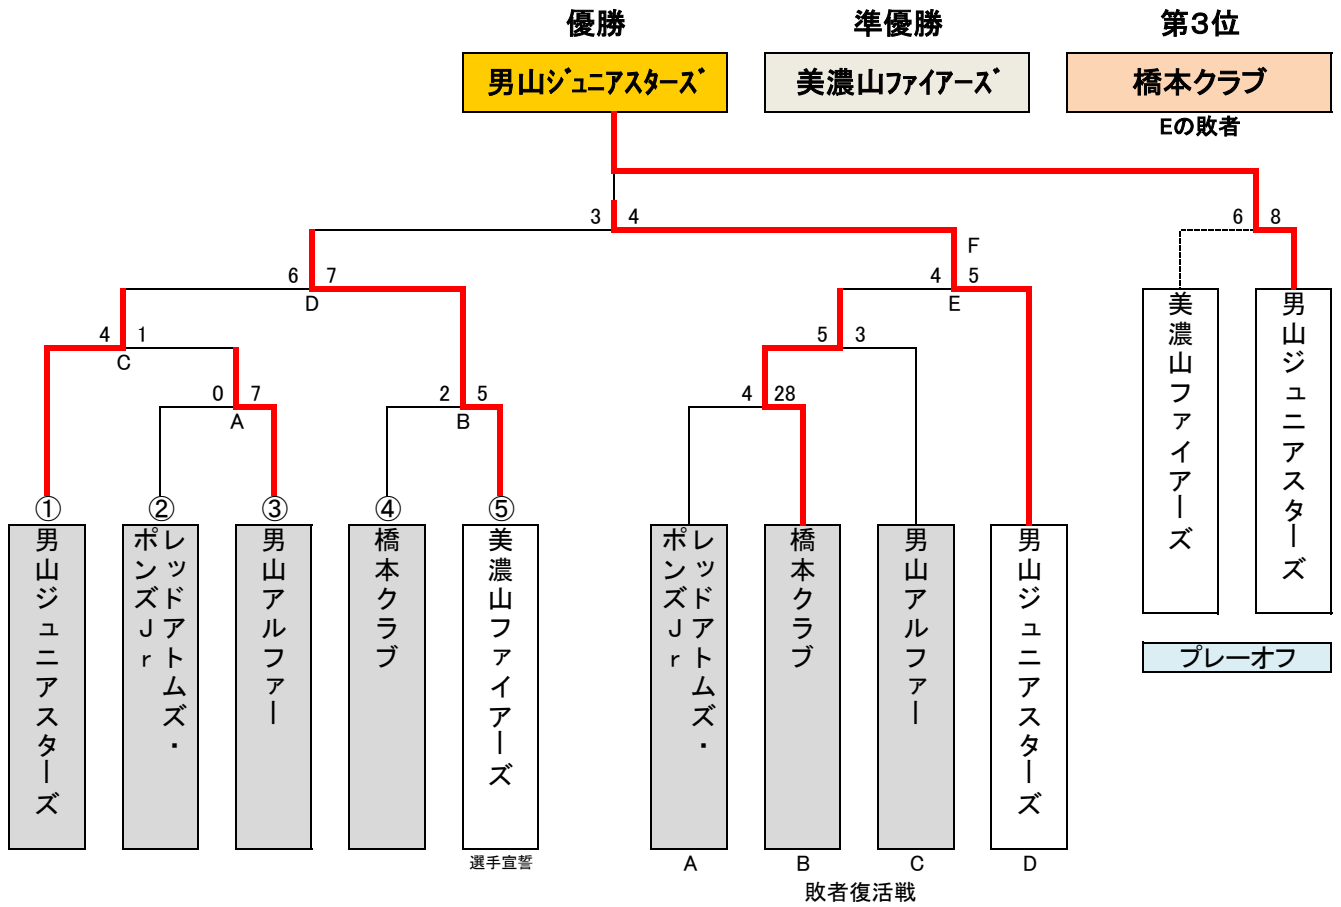 優勝
準優勝
第３位
男山ｼﾞｭﾆｱｽﾀｰｽﾞ
美濃山ﾌｧｲｱｰｽﾞ
橋本クラブ
Eの敗者
3 4
6 8
F
6 7
D
4 5
E
4 1
C
5 3
0 7
A
2 5
B
4 28
①
②
③
④
⑤
男山ジュニアスターズ
レッドアトムズ・
ポンズJr
男山アルファー
橋本クラブ
美濃山ファイアーズ
レッドアトムズ・
ポンズJr
橋本クラブ
男山アルファー
男山ジュニアスターズ
美濃山ファイアーズ
男山ジュニアスターズ
プレーオフ
選手宣誓
A
B
C
D
敗者復活戦